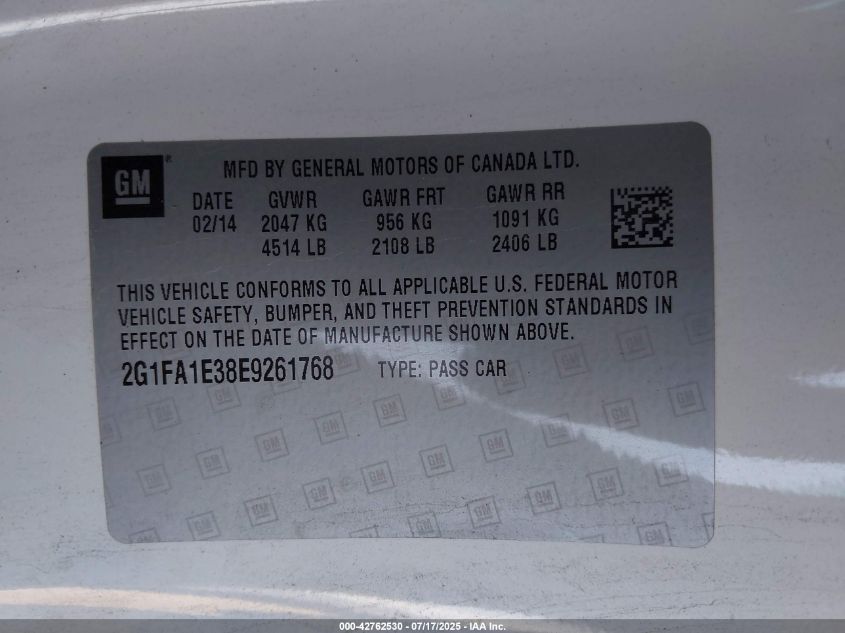 GM ®
MFD BY GENERAL MOTORS OF CANADA LTD.
DATE GVWR GAWR FRT GAWR RR
02/14 2047 KG 956 KG 1091 KG
4514 LB 2108 LB 2406 LB
THIS VEHICLE CONFORMS TO ALL APPLICABLE U.S. FEDERAL MOTOR
VEHICLE SAFETY, BUMPER, AND THEFT PREVENTION STANDARDS IN
EFFECT ON THE DATE OF MANUFACTURE SHOWN ABOVE.
2G1FA1E38E9261768 TYPE: PASS CAR
000-42762530 - 07/17/2025 - IAA Inc.